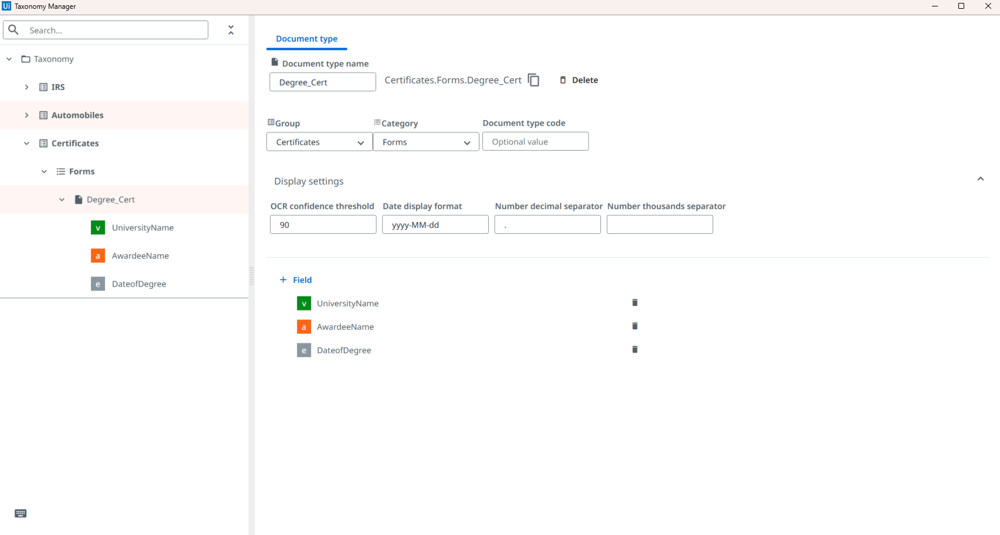 Ui Taxonomy Manager
Search...
Taxonomy
IRS
Automobiles
Certificates
Forms
Degree_Cert
v UniversityName
a AwardeeName
e DateofDegree
Document type
Document type name
Degree_Cert Certificates.Forms.Degree_Cert Delete
Group Category Document type code
Certificates Forms Optional value
Display settings
OCR confidence threshold Date display format Number decimal separator Number thousands separator
90 yyyy-MM-dd .
+ Field
v UniversityName
a AwardeeName
e DateofDegree